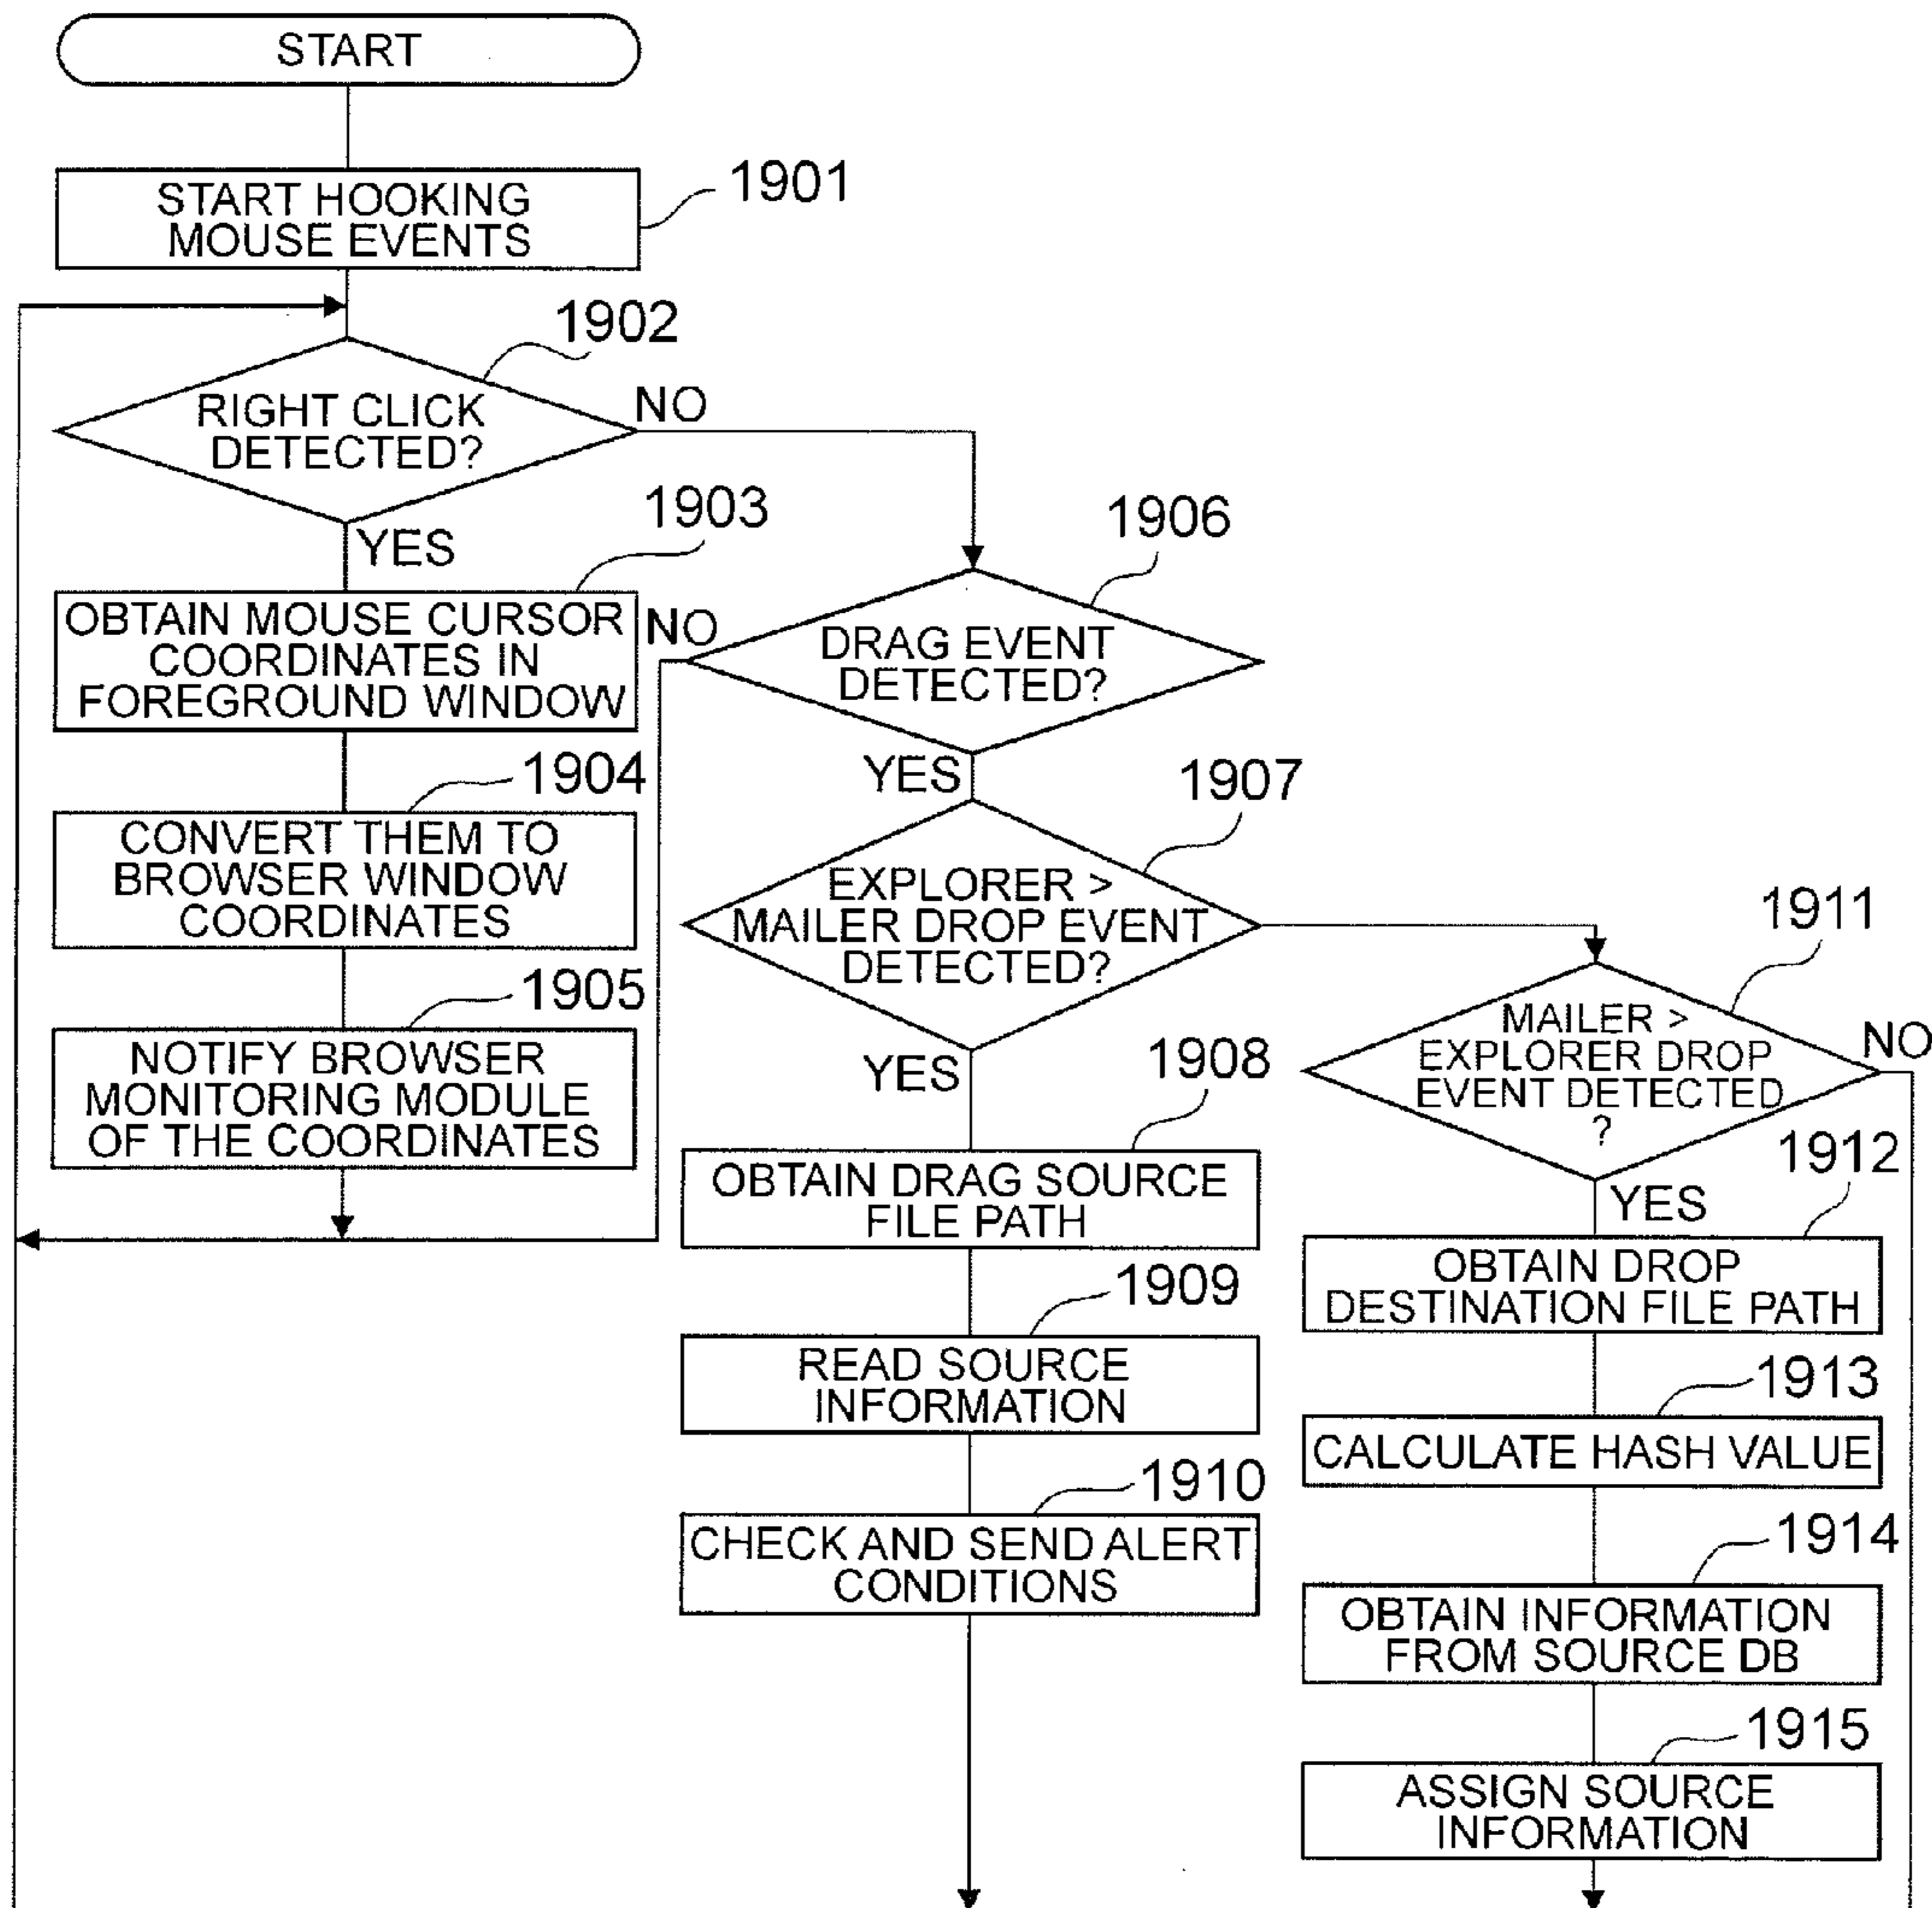 START
START HOOKING
MOUSE EVENTS
1901
1902
RIGHT CLICK
DETECTED?
NO
YES
1903
OBTAIN MOUSE CURSOR
COORDINATES IN
FOREGROUND WINDOW
1904
CONVERT THEM TO
BROWSER WINDOW
COORDINATES
1905
NOTIFY BROWSER
MONITORING MODULE
OF THE COORDINATES
1906
NO
DRAG EVENT
DETECTED?
YES
1907
EXPLORER >
MAILER DROP EVENT
DETECTED?
YES
1908
OBTAIN DRAG SOURCE
FILE PATH
1909
READ SOURCE
INFORMATION
1910
CHECK AND SEND ALERT
CONDITIONS
1911
MAILER >
EXPLORER DROP
EVENT DETECTED
?
NO
YES
1912
OBTAIN DROP
DESTINATION FILE PATH
1913
CALCULATE HASH VALUE
1914
OBTAIN INFORMATION
FROM SOURCE DB
1915
ASSIGN SOURCE
INFORMATION